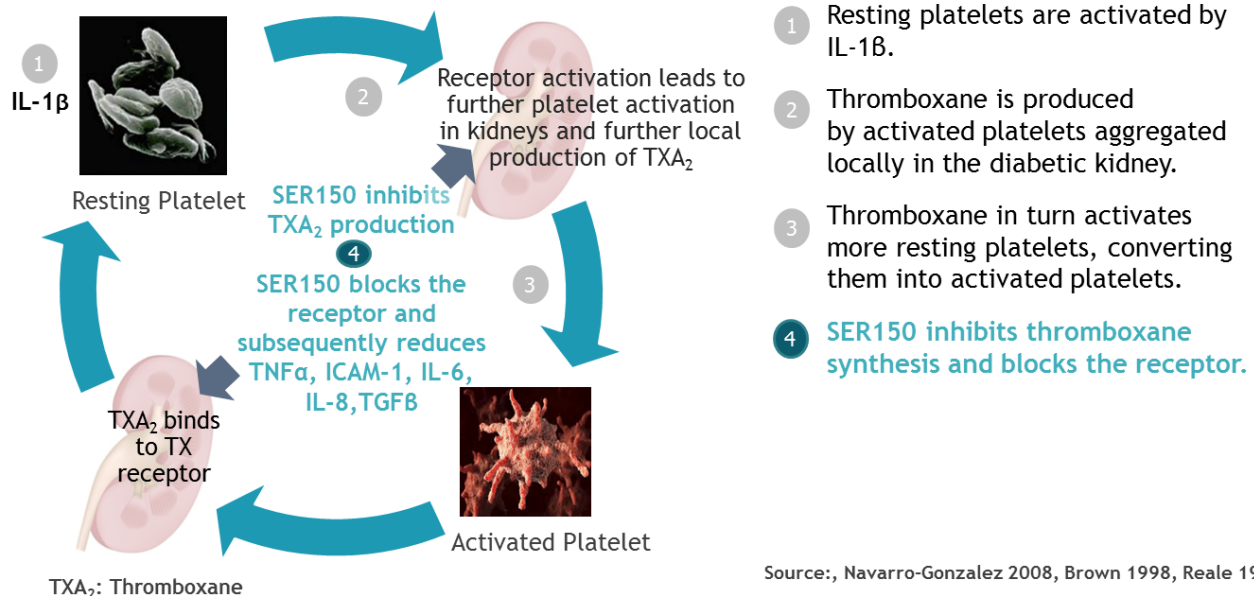 1
IL-1β
Resting Platelet
2
Receptor activation leads to
further platelet activation
in kidneys and further local
production of TXA₂
SER150 inhibits
TXA₂ production
4
SER150 blocks the
receptor and
subsequently reduces
TNFα, ICAM-1, IL-6,
IL-8,TGFß
3
TXA₂ binds
to TX
receptor
Activated Platelet
TXA₂: Thromboxane
1
Resting platelets are activated by
IL-1ß.
2
Thromboxane is produced
by activated platelets aggregated
locally in the diabetic kidney.
3
Thromboxane in turn activates
more resting platelets, converting
them into activated platelets.
4
SER150 inhibits thromboxane
synthesis and blocks the receptor.
Source:, Navarro-Gonzalez 2008, Brown 1998, Reale